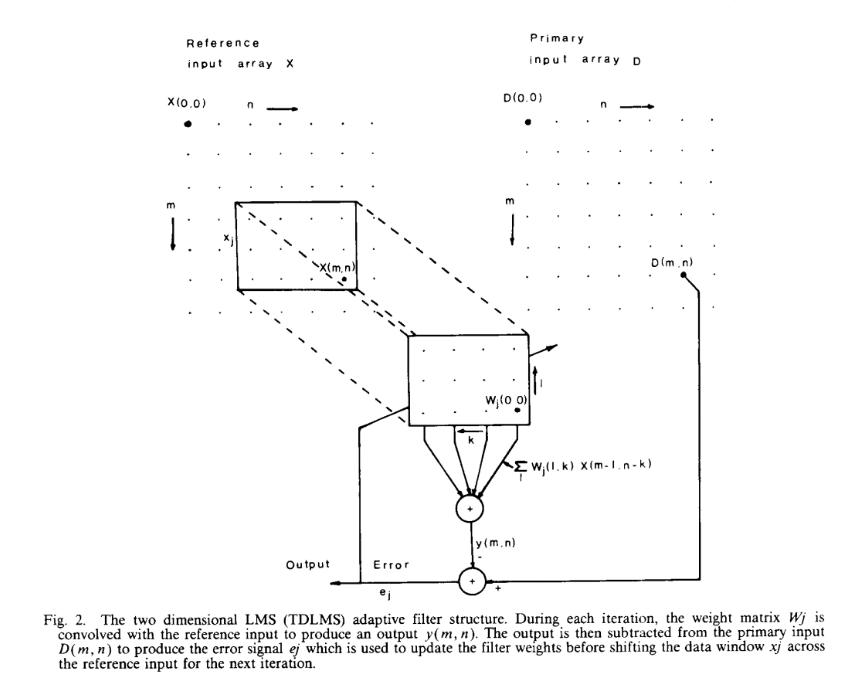 Reference
input array X
Primary
input array D
X(0.0)
n
D(0.0)
n
m
m
xj
X(m,n)
D(m,n)
Wj(0 0)
l
k
Σ Wj(l.k) X(m-l.n-k)
l
+
y(m,n)
-
Output
Error
+
+
ej
Fig. 2. The two dimensional LMS (TDLMS) adaptive filter structure. During each iteration, the weight matrix Wj is
convolved with the reference input to produce an output y(m, n). The output is then subtracted from the primary input
D(m, n) to produce the error signal ej which is used to update the filter weights before shifting the data window xj across
the reference input for the next iteration.